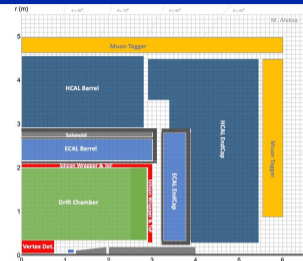 r (m)
M. Aleksa
5
Muon Tagger
4
HCAL Barrel
HCAL EndCap
3
Solenoid
ECAL Barrel
ECAL EndCap
Muon Tagger
2
Silicon Wrapper & ToF
Drift Chamber
1
Vertex Det.
0
1
2
3
4
5
6